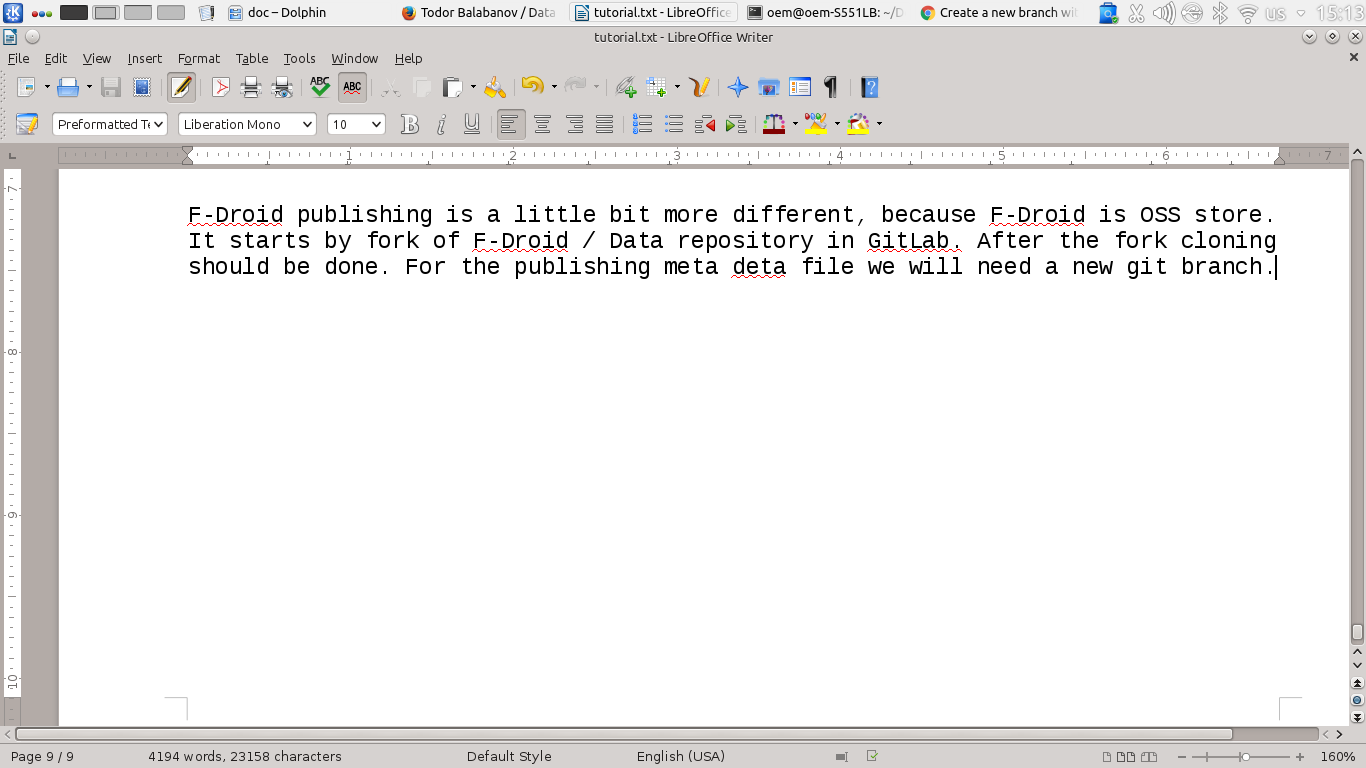 doc – Dolphin
Todor Balabanov / Data
tutorial.txt - LibreOffice
oem@oem-S551LB: ~/D
Create a new branch wit
us
15:13
tutorial.txt - LibreOffice Writer
File Edit View Insert Format Table Tools Window Help
ABC ABC
Preformatted Te Liberation Mono 10 B i U
1 2 3 4 5 6 7
7
8
9
10
F-Droid publishing is a little bit more different, because F-Droid is OSS store.
It starts by fork of F-Droid / Data repository in GitLab. After the fork cloning
should be done. For the publishing meta deta file we will need a new git branch.
Page 9 / 9 4194 words, 23158 characters Default Style English (USA) 160%